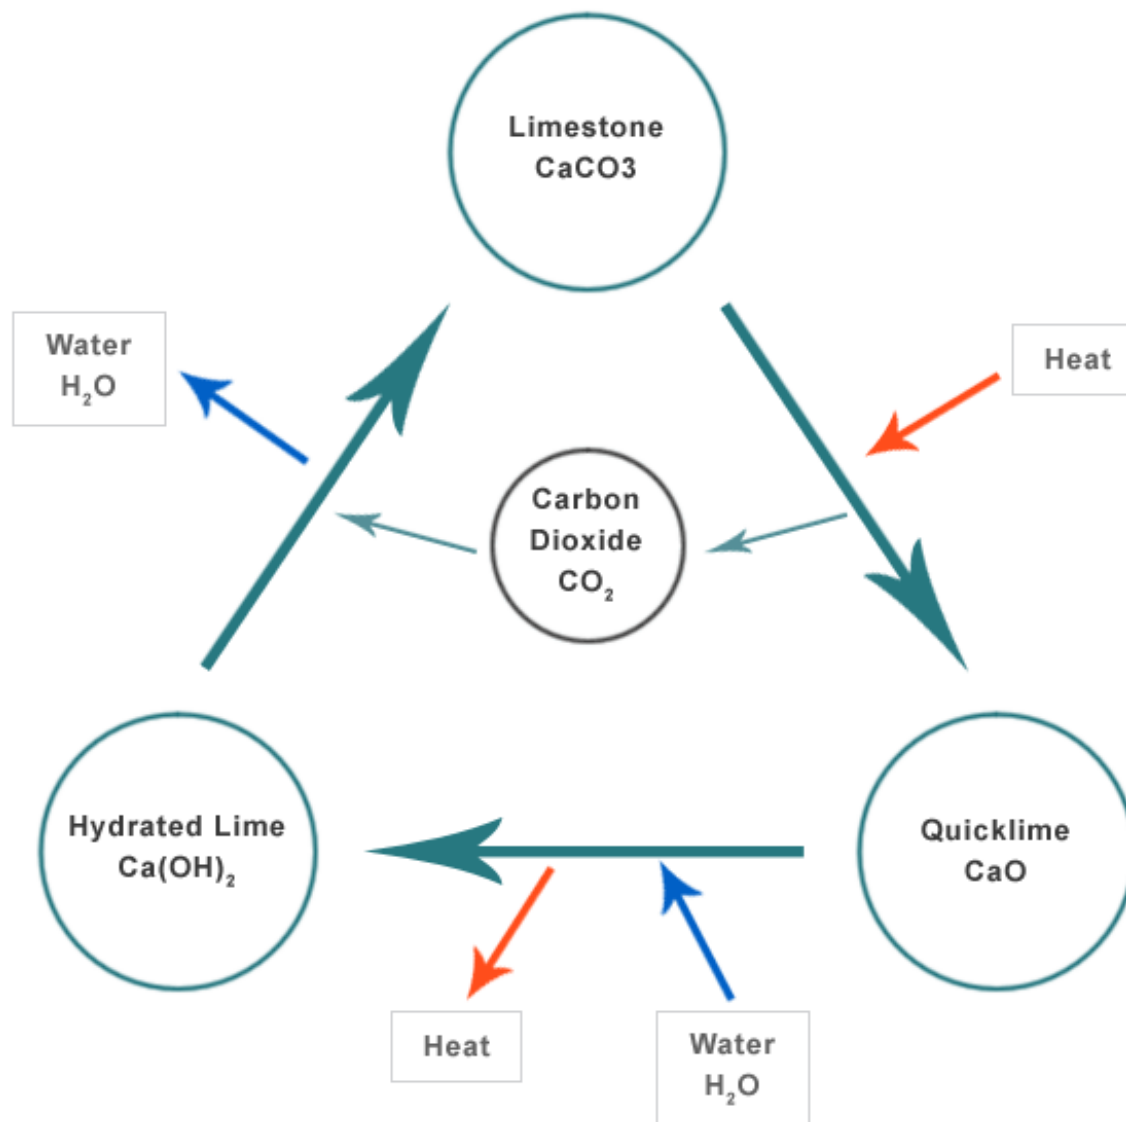 Limestone
CaCO3
Water
H₂O
Heat
Carbon
Dioxide
CO₂
Hydrated Lime
Ca(OH)₂
Quicklime
CaO
Heat
Water
H₂O